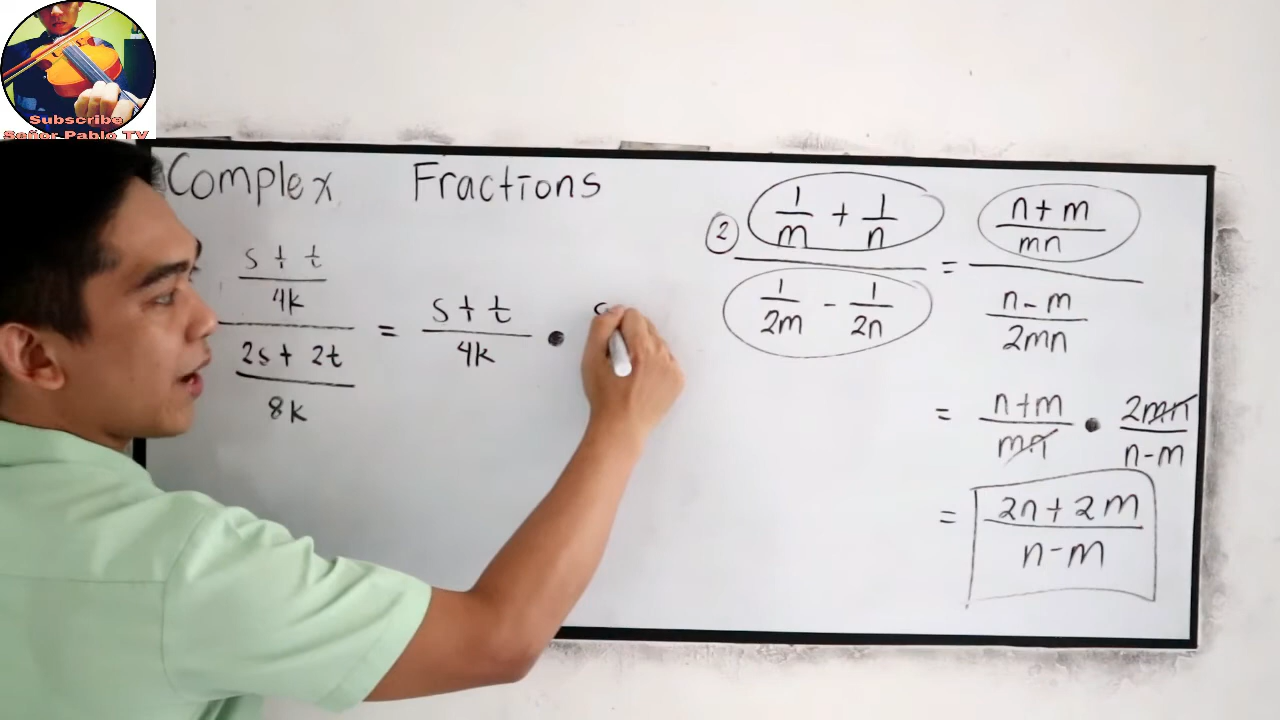 Subscribe
Señor Pablo TV
Complex Fractions
s + t
4k
2s + 2t
8k
=
s + t
4k
•
2
1/m + 1/n
1/2m - 1/2n
=
n + m
mn
n - m
2mn
= n+m/mn • 2mn/n-m
= 2n + 2m
n - m